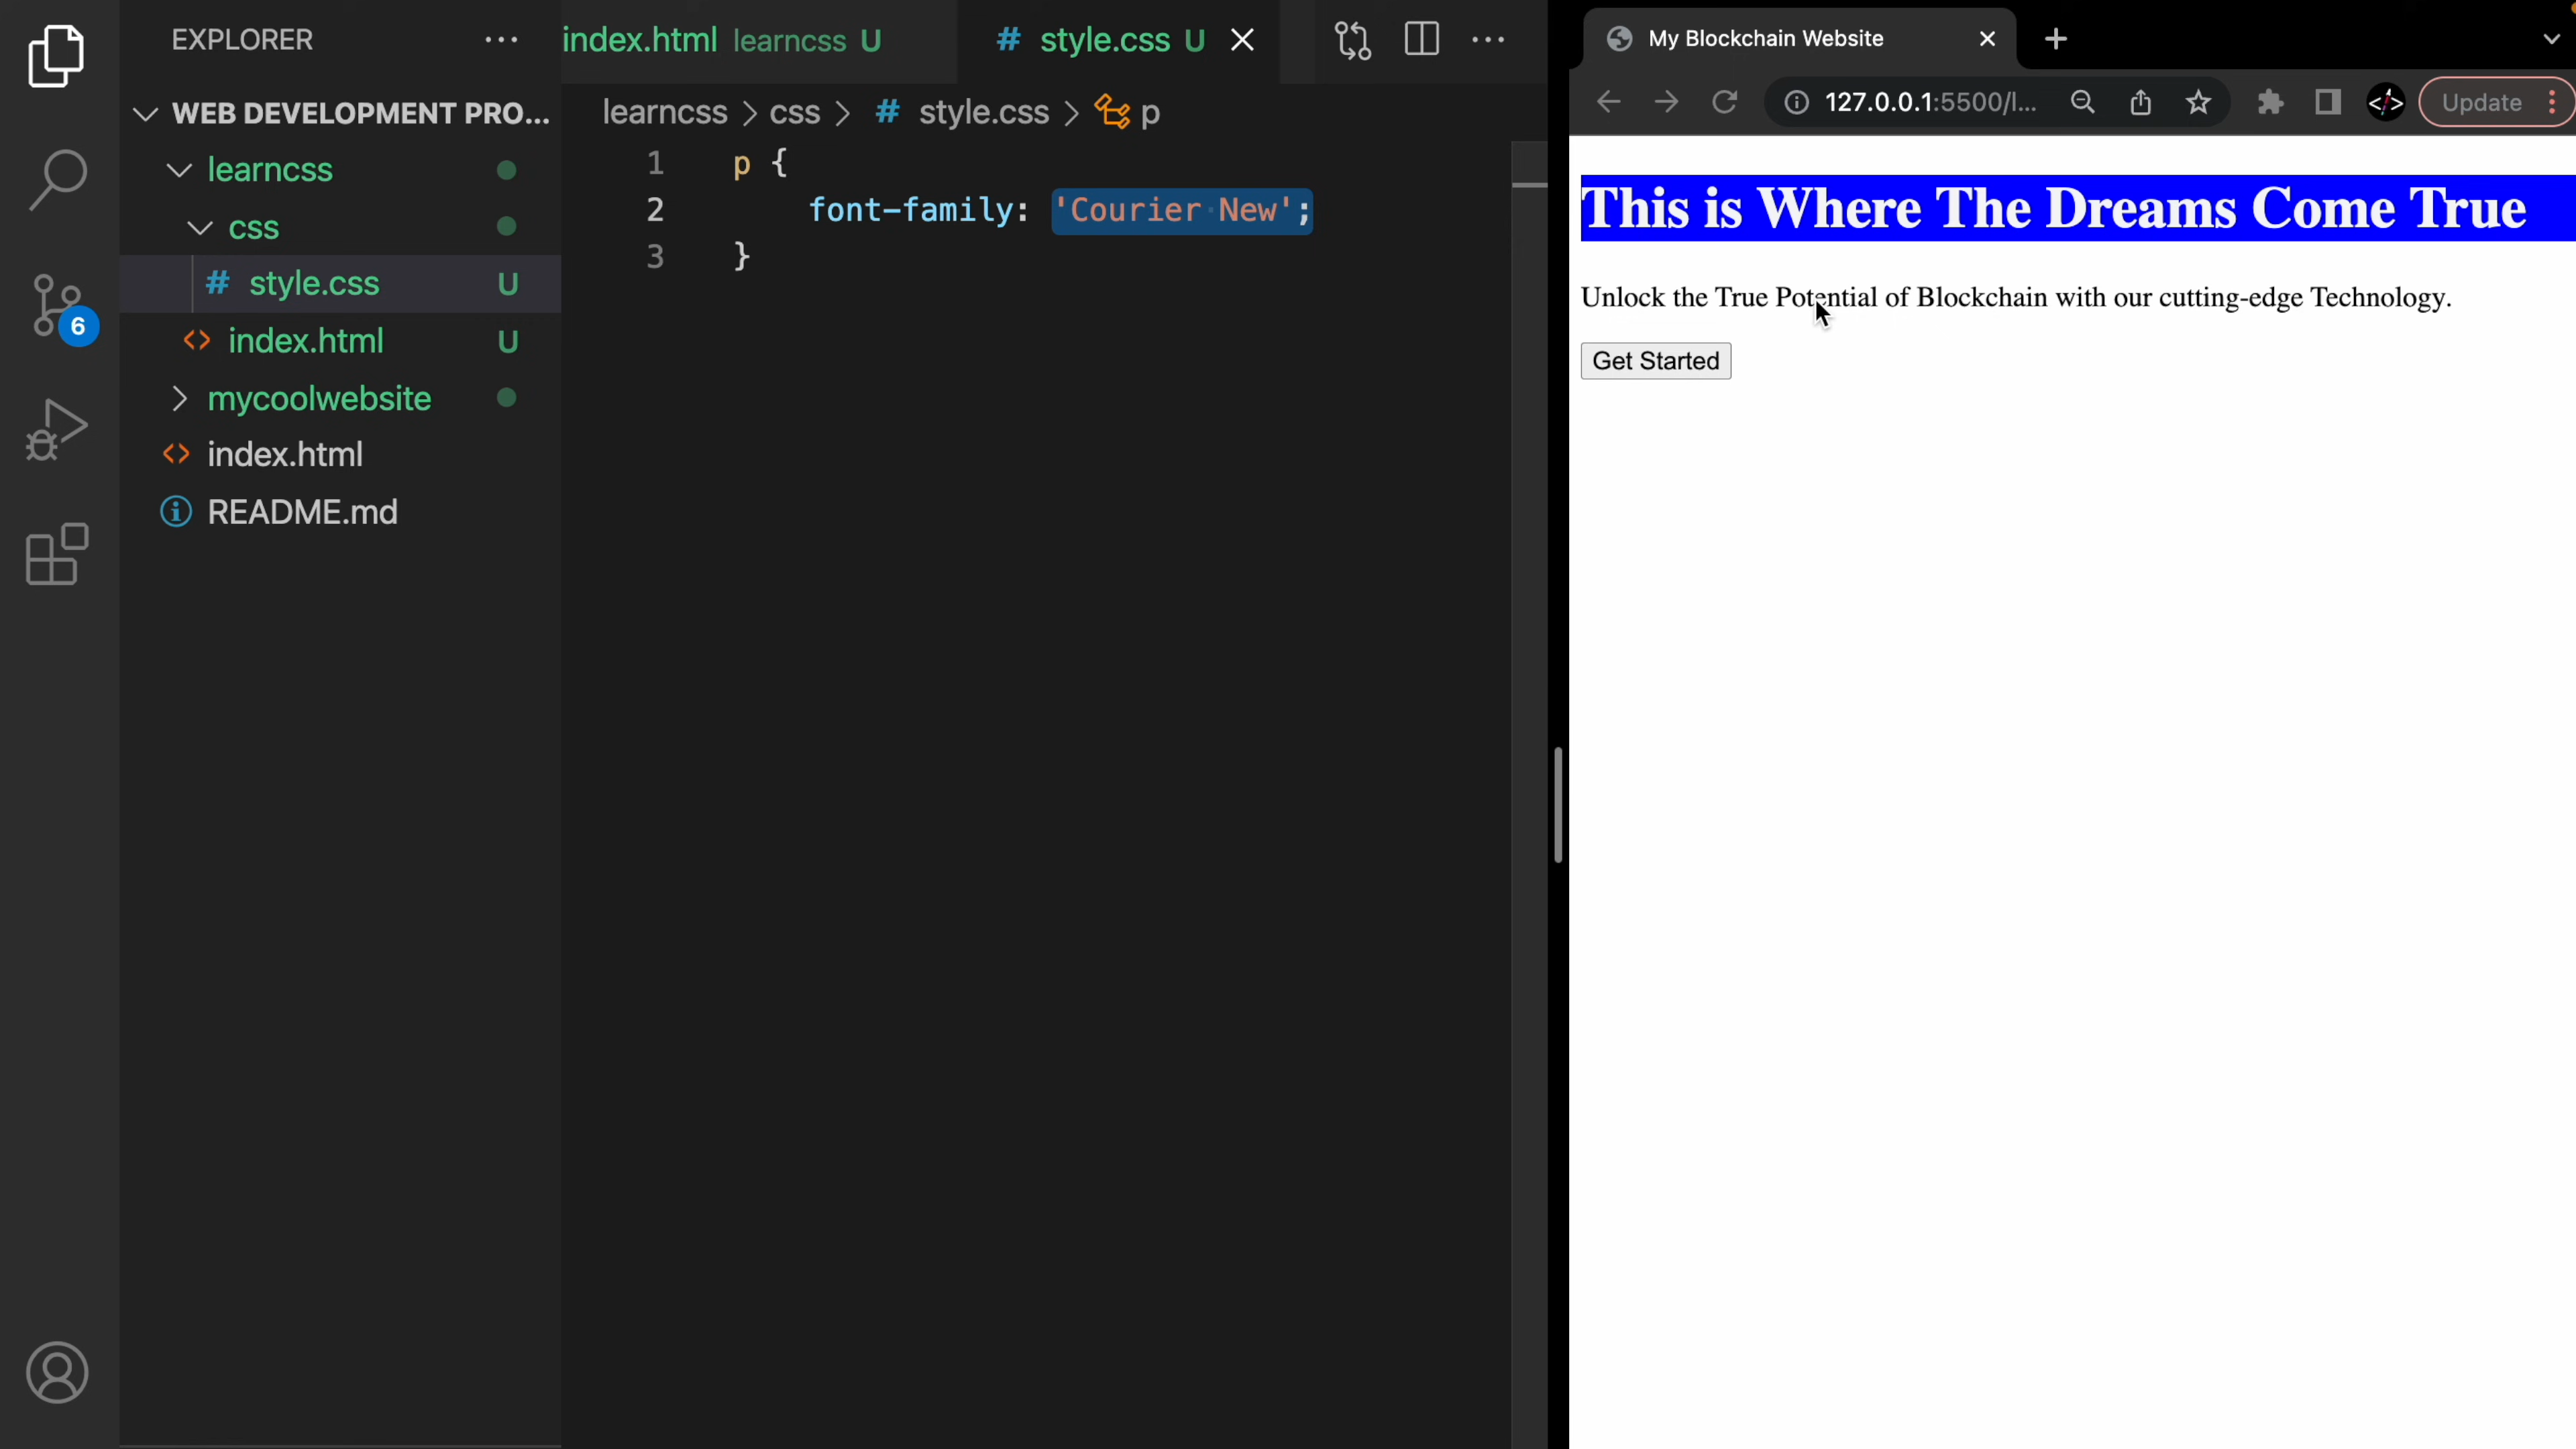 EXPLORER
WEB DEVELOPMENT PRO...
learncss
css
# style.css U
index.html U
mycoolwebsite
index.html
README.md
6
index.html learncss U
# style.css U
learncss > css > # style.css > p
1 p {
2 font-family: 'Courier New';
3 }
My Blockchain Website
127.0.0.1:5500/l...
Update
This is Where The Dreams Come True
Unlock the True Potential of Blockchain with our cutting-edge Technology.
Get Started